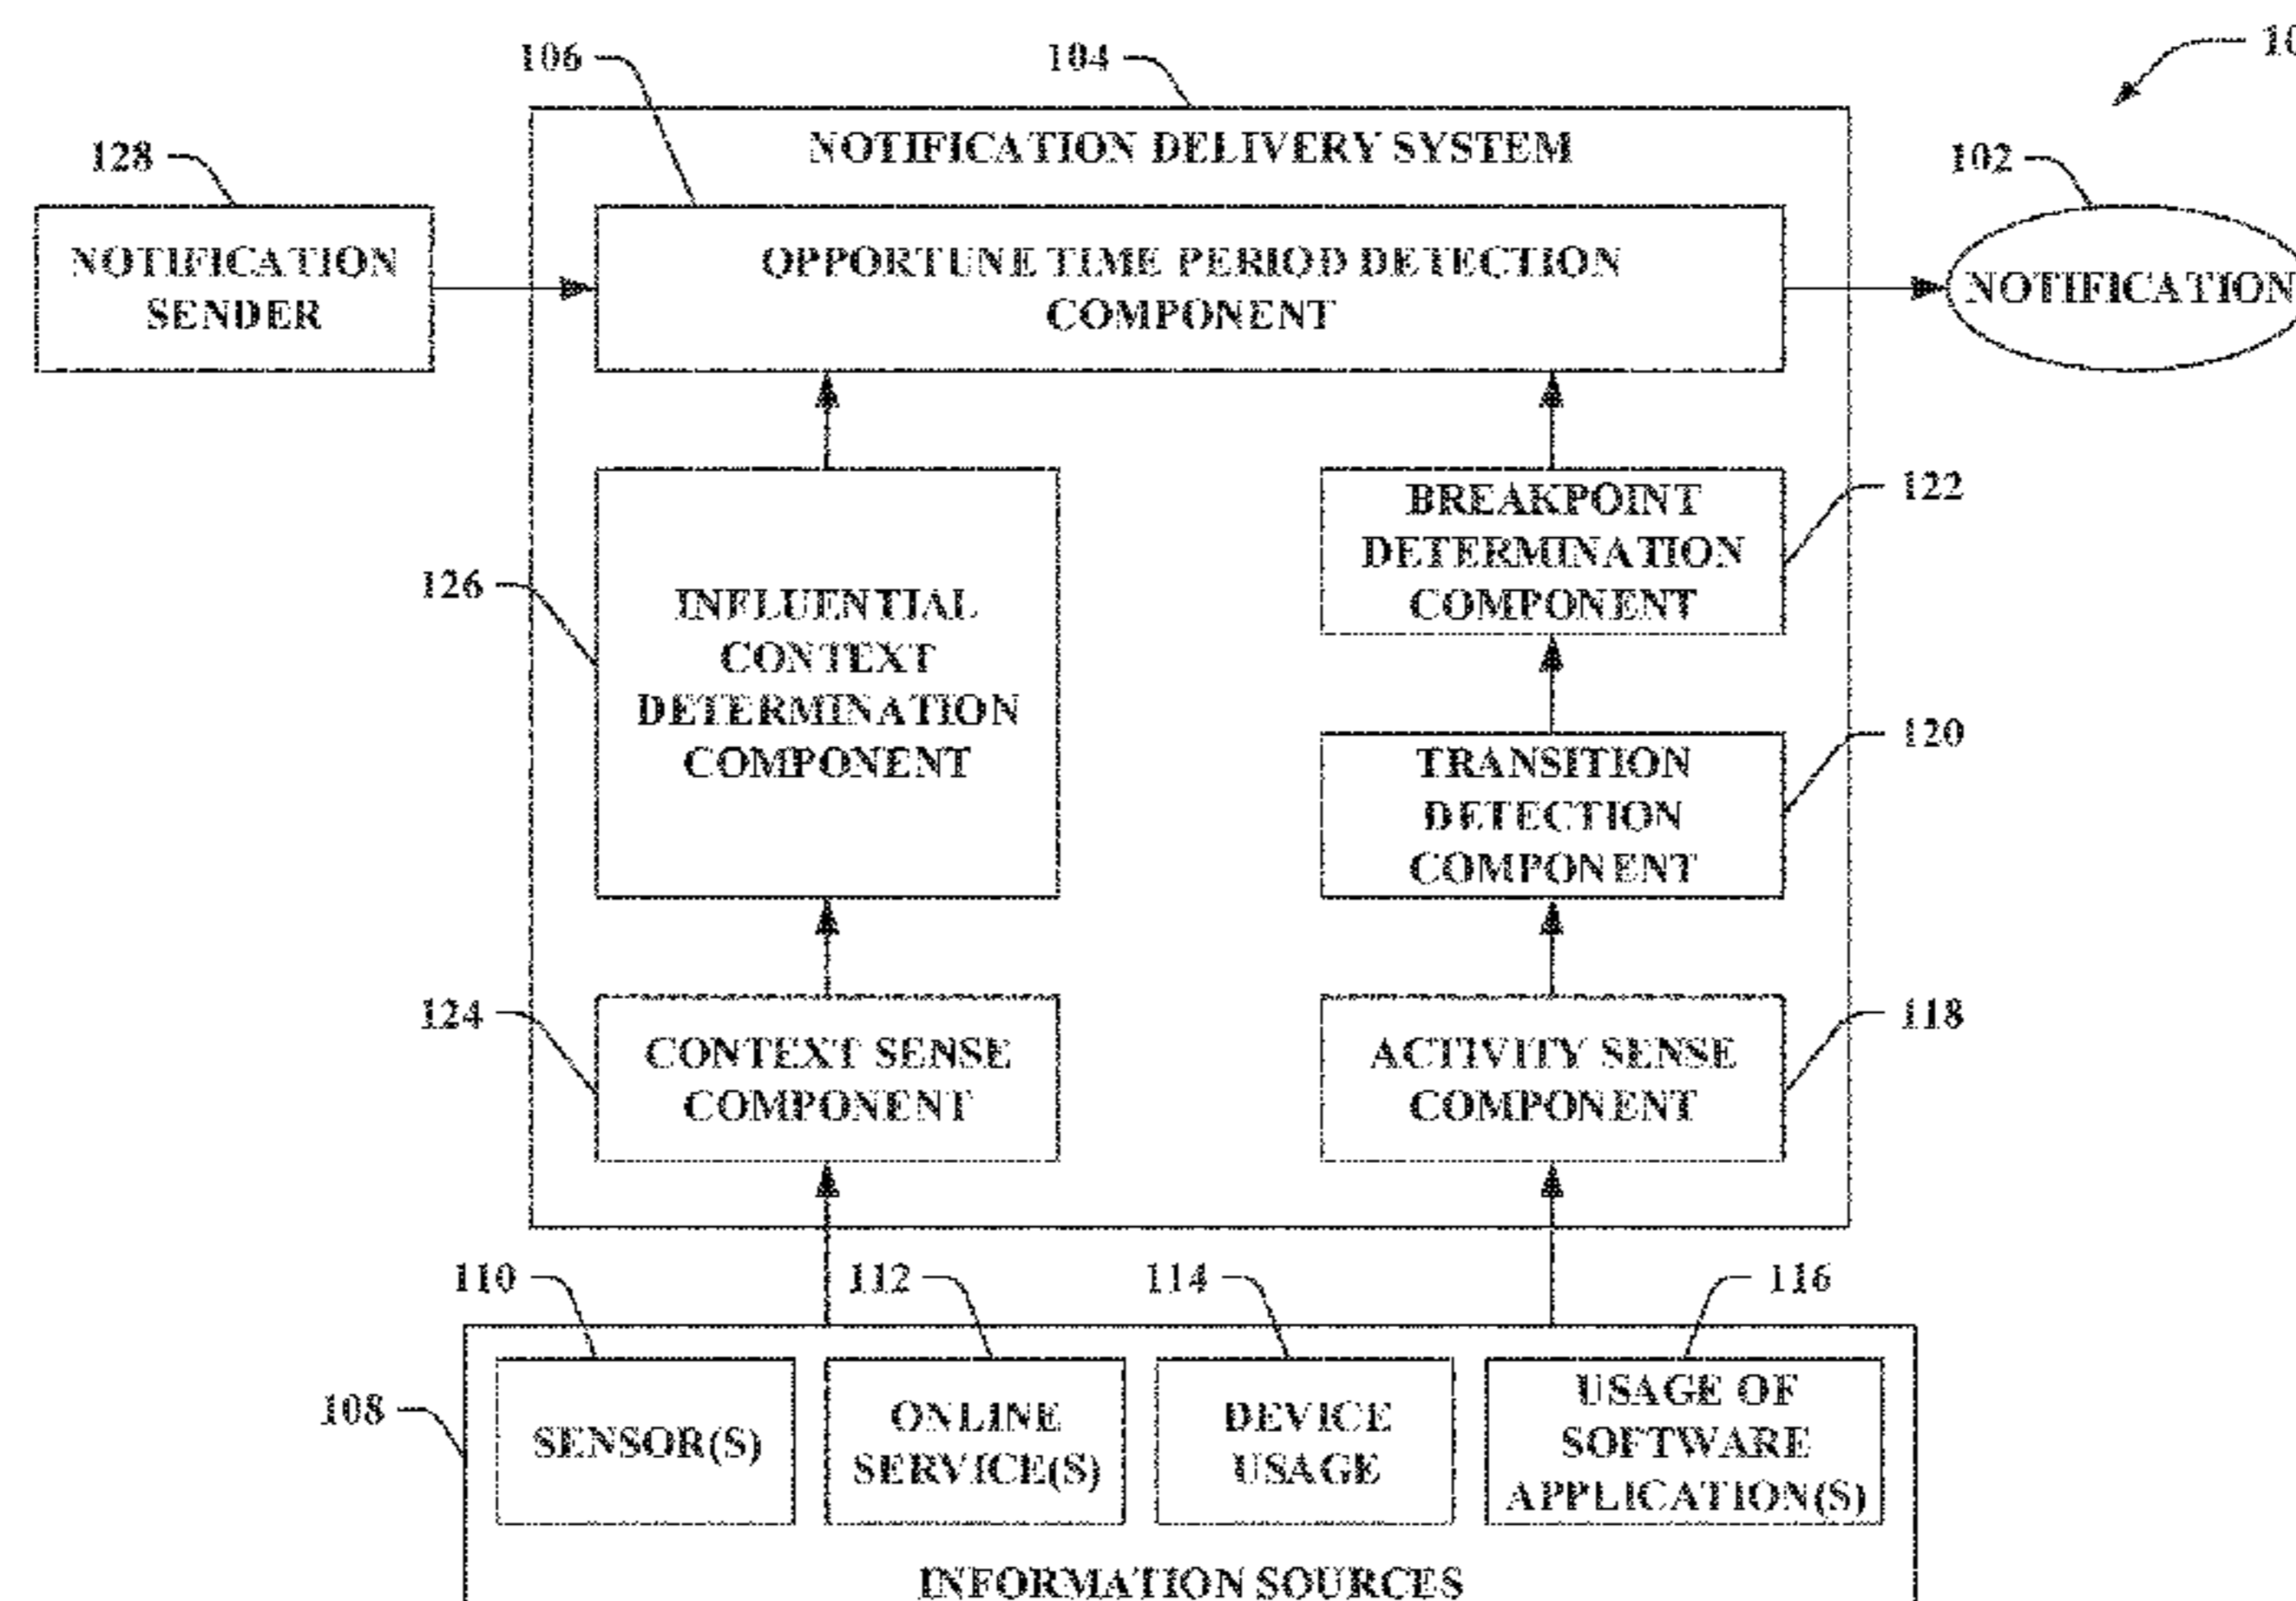 106
104
10
NOTIFICATION DELIVERY SYSTEM
128
102
NOTIFICATION
SENDER
OPPORTUNE TIME PERIOD DETECTION
COMPONENT
NOTIFICATION
126
INFLUENTIAL
CONTEXT
DETERMINATION
COMPONENT
BREAKPOINT
DETERMINATION
COMPONENT
122
TRANSITION
DETECTION
COMPONENT
120
124
CONTEXT SENSE
COMPONENT
ACTIVITY SENSE
COMPONENT
118
110
112
114
116
108
SENSOR(S)
ONLINE
SERVICE(S)
DEVICE
USAGE
USAGE OF
SOFTWARE
APPLICATION(S)
INFORMATION SOURCES